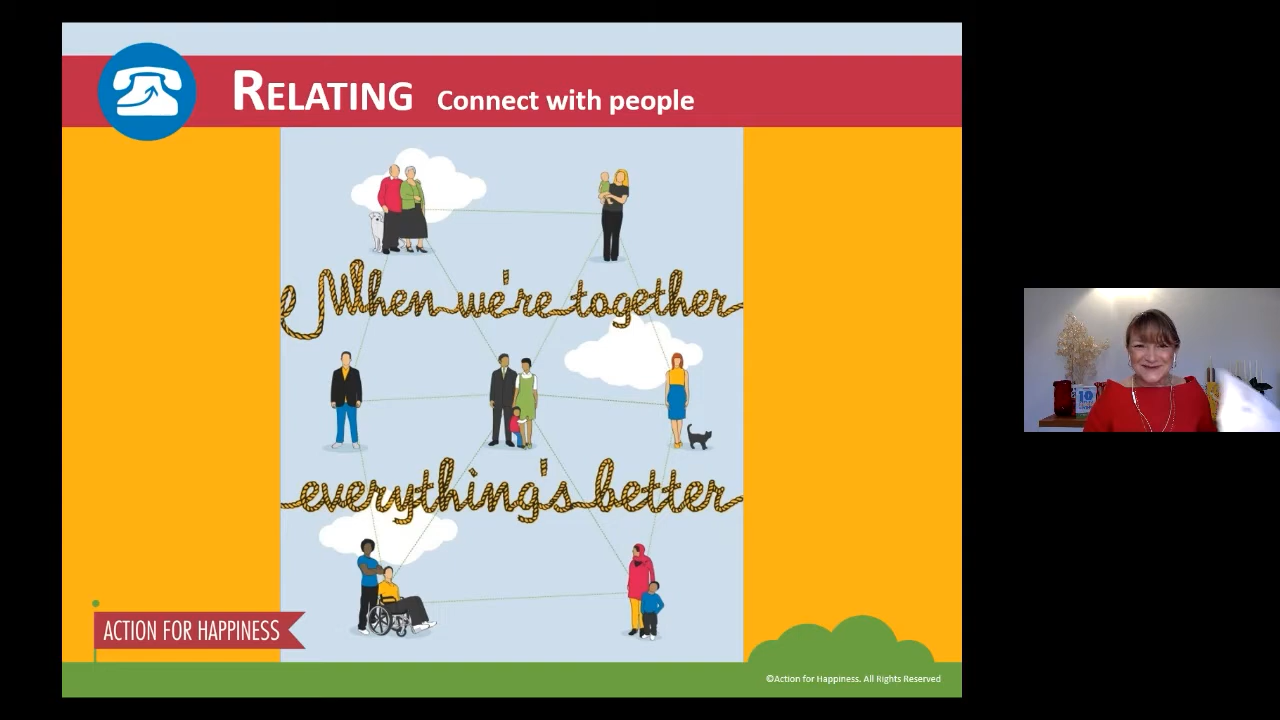 RELATING Connect with people
When we're together
everything's better
ACTION FOR HAPPINESS
©Action for Happiness. All Rights Reserved
10